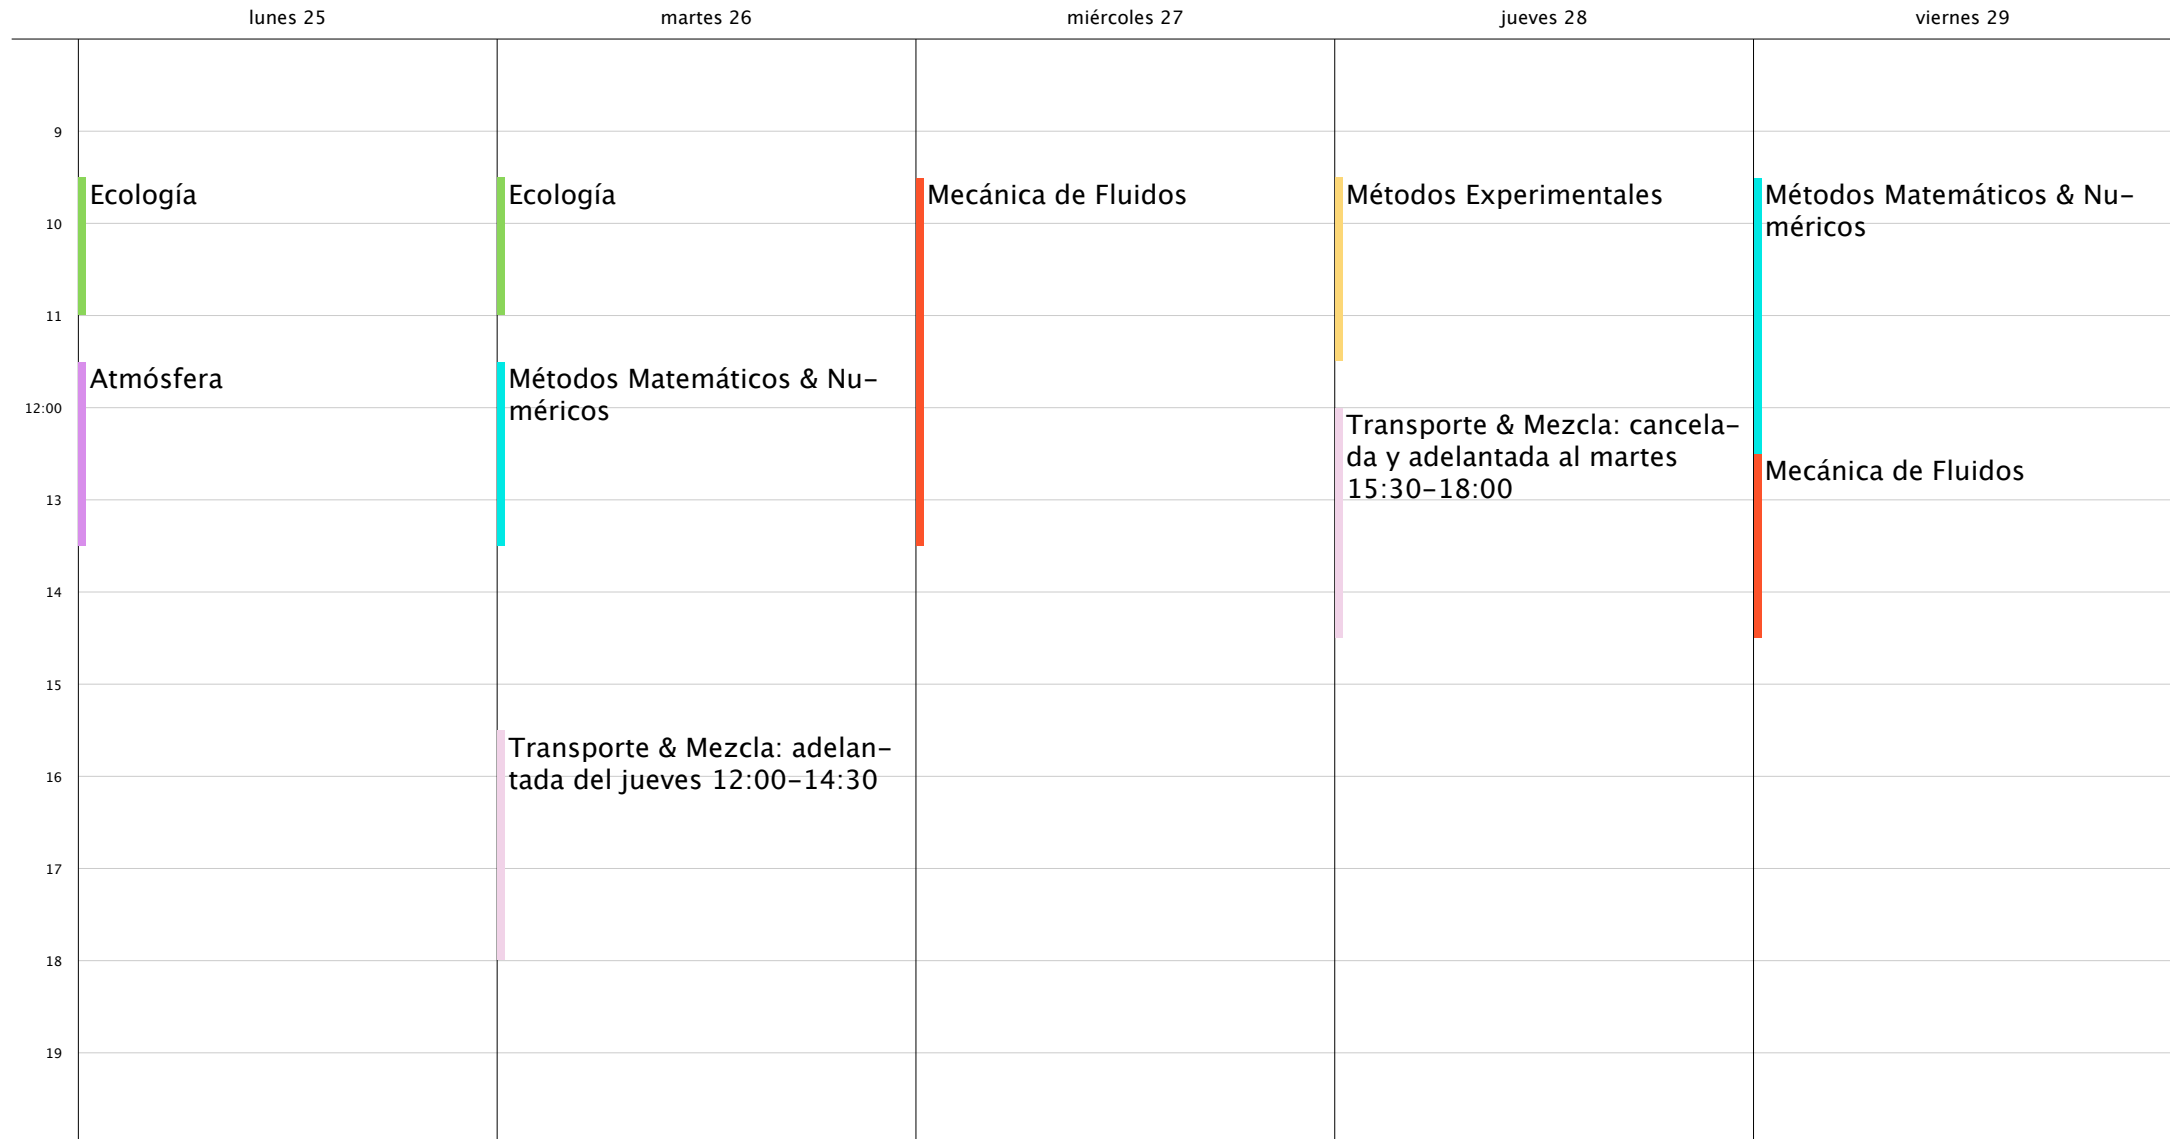 lunes 25
martes 26
miércoles 27
jueves 28
viernes 29
9
10
11
12:00
13
14
15
16
17
18
19
Ecología
Atmósfera
Ecología
Métodos Matemáticos & Nu-
méricos
Transporte & Mezcla: adelan-
tada del jueves 12:00-14:30
Mecánica de Fluidos
Métodos Experimentales
Transporte & Mezcla: cancela-
da y adelantada al martes
15:30-18:00
Métodos Matemáticos & Nu-
méricos
Mecánica de Fluidos